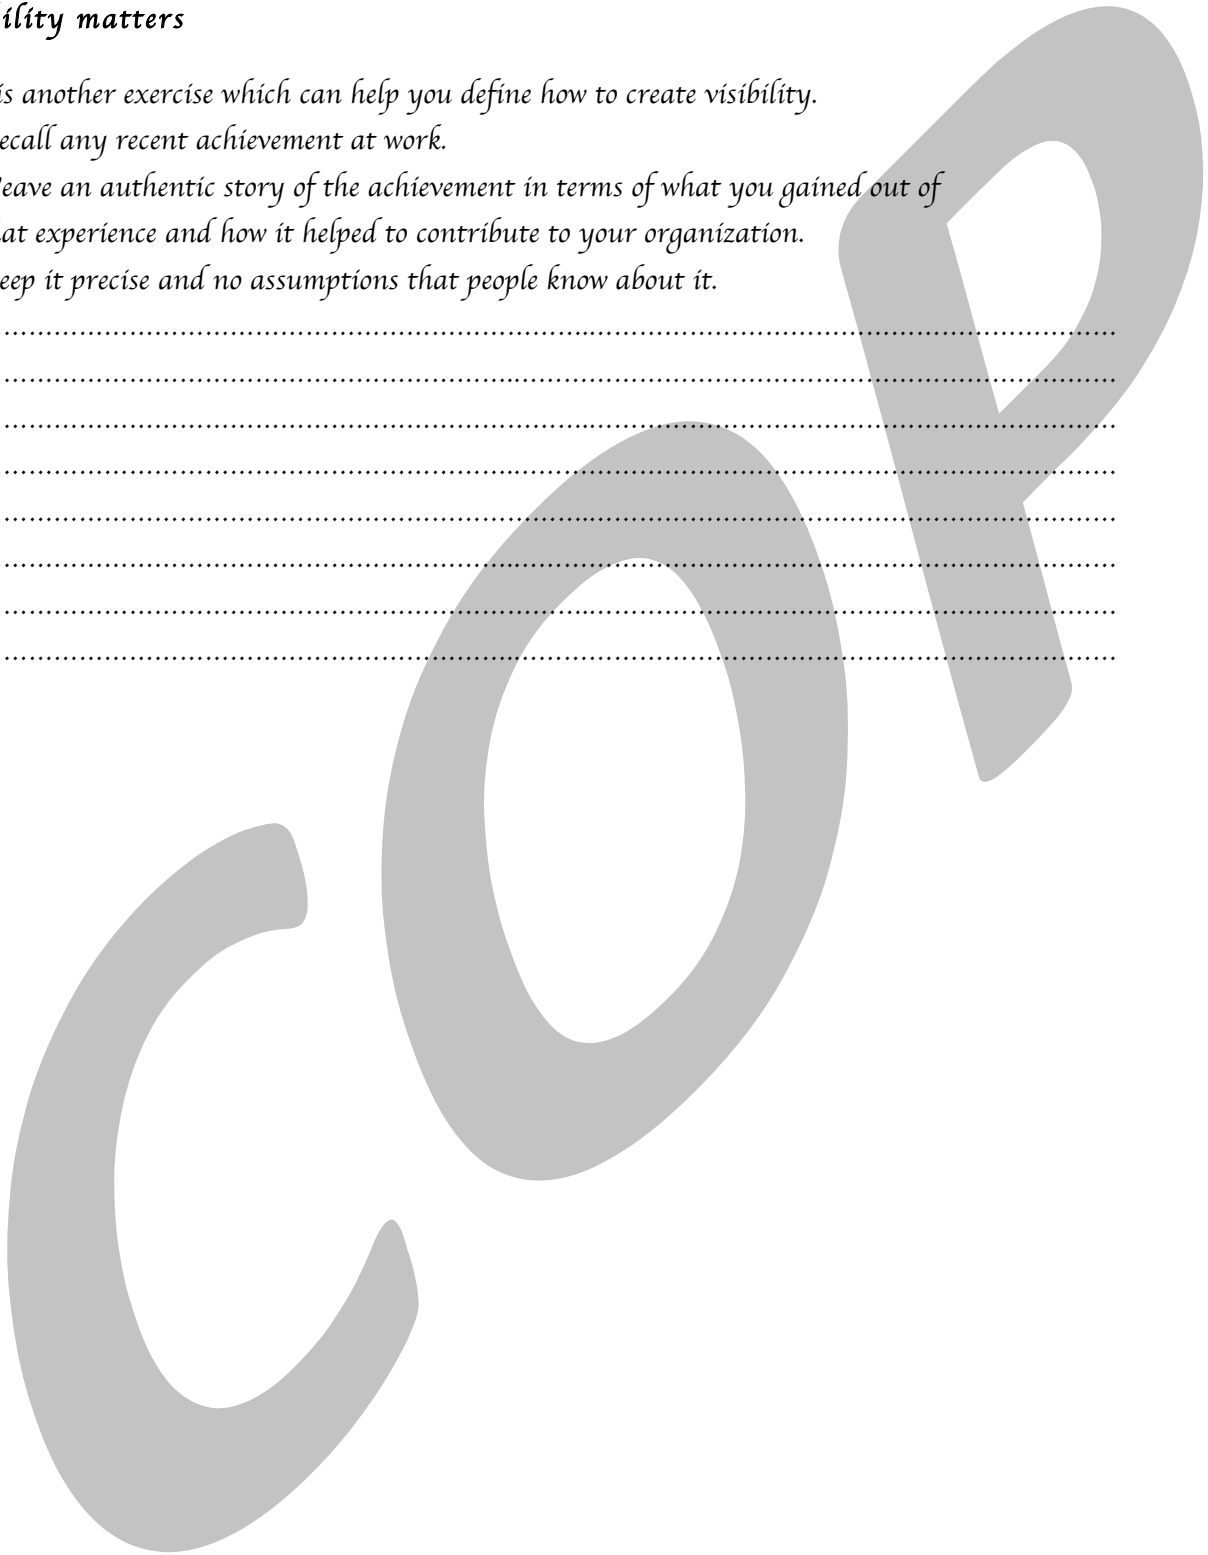 ility matters
is another exercise which can help you define how to create visibility.
ecall any recent achievement at work.
eave an authentic story of the achievement in terms of what you gained out of
at experience and how it helped to contribute to your organization.
eep it precise and no assumptions that people know about it.
COP